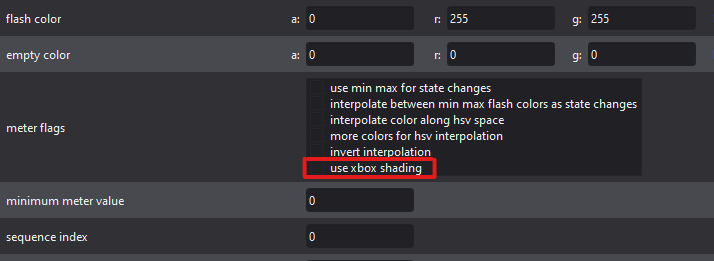 flash color a: 0 r: 255 g: 255
empty color a: 0 r: 0 g: 0
use min max for state changes
interpolate between min max flash colors as state changes
interpolate color along hsv space
meter flags more colors for hsv interpolation
invert interpolation
use xbox shading
minimum meter value 0
sequence index 0